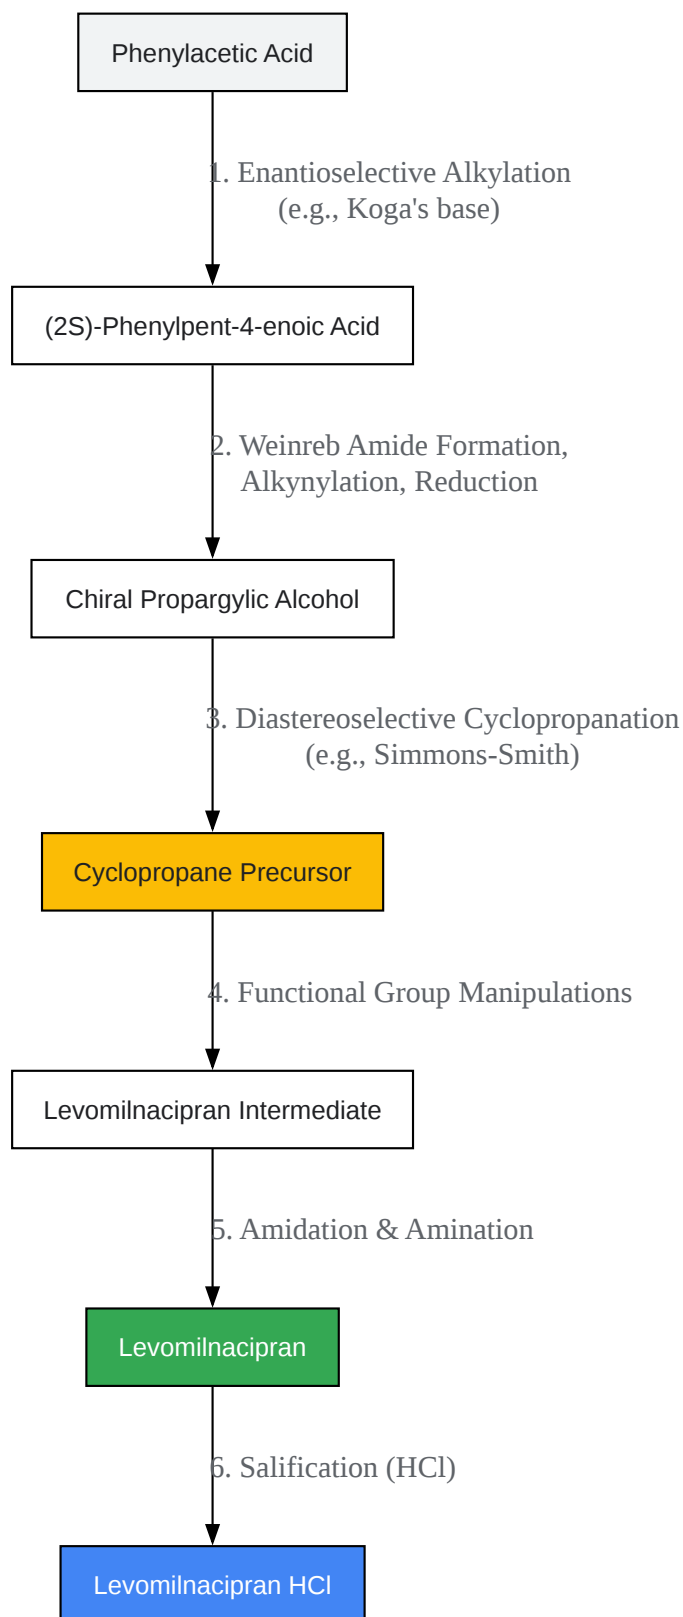 Phenylacetic Acid
1. Enantioselective Alkylation
(e.g., Koga's base)
(2S)-Phenylpent-4-enoic Acid
2. Weinreb Amide Formation,
Alkynylation, Reduction
Chiral Propargylic Alcohol
3. Diastereoselective Cyclopropanation
(e.g., Simmons-Smith)
Cyclopropane Precursor
4. Functional Group Manipulations
Levomilnacipran Intermediate
5. Amidation & Amination
Levomilnacipran
6. Salification (HCl)
Levomilnacipran HCl